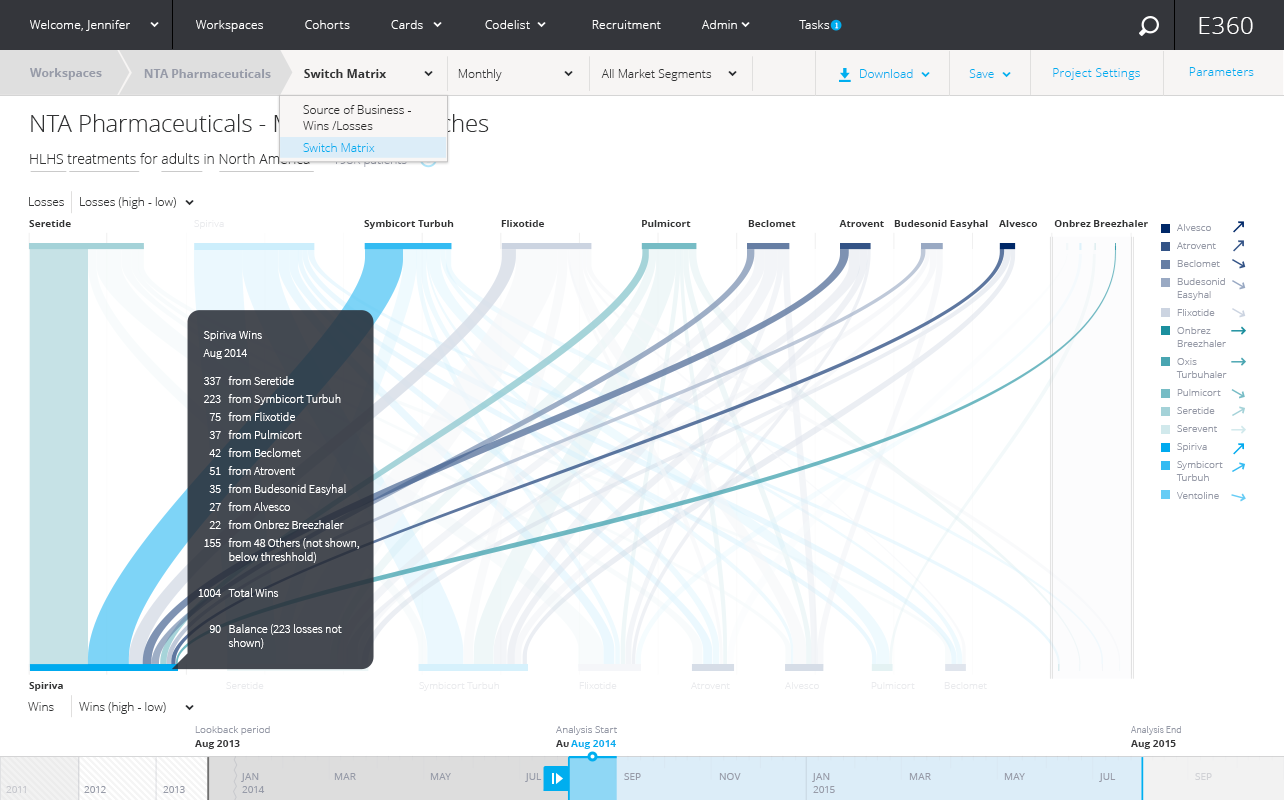 Welcome, Jennifer
Workspaces
Cohorts
Cards
Codelist
Recruitment
Admin
Tasks
E360
Workspaces
NTA Pharmaceuticals
Switch Matrix
Monthly
All Market Segments
Download
Save
Project Settings
Parameters
Source of Business -
Wins /Losses
Switch Matrix
NTA Pharmaceuticals -
HLHS treatments for adults in North America
patients
Losses
Losses (high - low)
Seretide
Spiriva
Symbicort Turbuh
Flixotide
Pulmicort
Beclomet
Atrovent
Budesonid Easyhal
Alvesco
Onbrez Breezhaler
Alvesco
Atrovent
Beclomet
Budesonid
Easyhal
Flixotide
Onbrez
Breezhaler
Oxis
Turbuhaler
Pulmicort
Seretide
Serevent
Spiriva
Symbicort
Turbuh
Ventoline
Spiriva Wins
Aug 2014
337 from Seretide
223 from Symbicort Turbuh
75 from Flixotide
37 from Pulmicort
42 from Beclomet
51 from Atrovent
35 from Budesonid Easyhal
27 from Alvesco
22 from Onbrez Breezhaler
155 from 48 Others (not shown,
below threshhold)
1004 Total Wins
90 Balance (223 losses not
shown)
Spiriva
Seretide
Symbicort Turbuh
Flixotide
Atrovent
Alvesco
Pulmicort
Beclomet
Wins
Wins (high - low)
Lookback period
Aug 2013
Analysis Start
Au Aug 2014
Analysis End
Aug 2015
2011
2012
2013
JAN
2014
MAR
MAY
JUL
SEP
NOV
JAN
2015
MAR
MAY
JUL
SEP